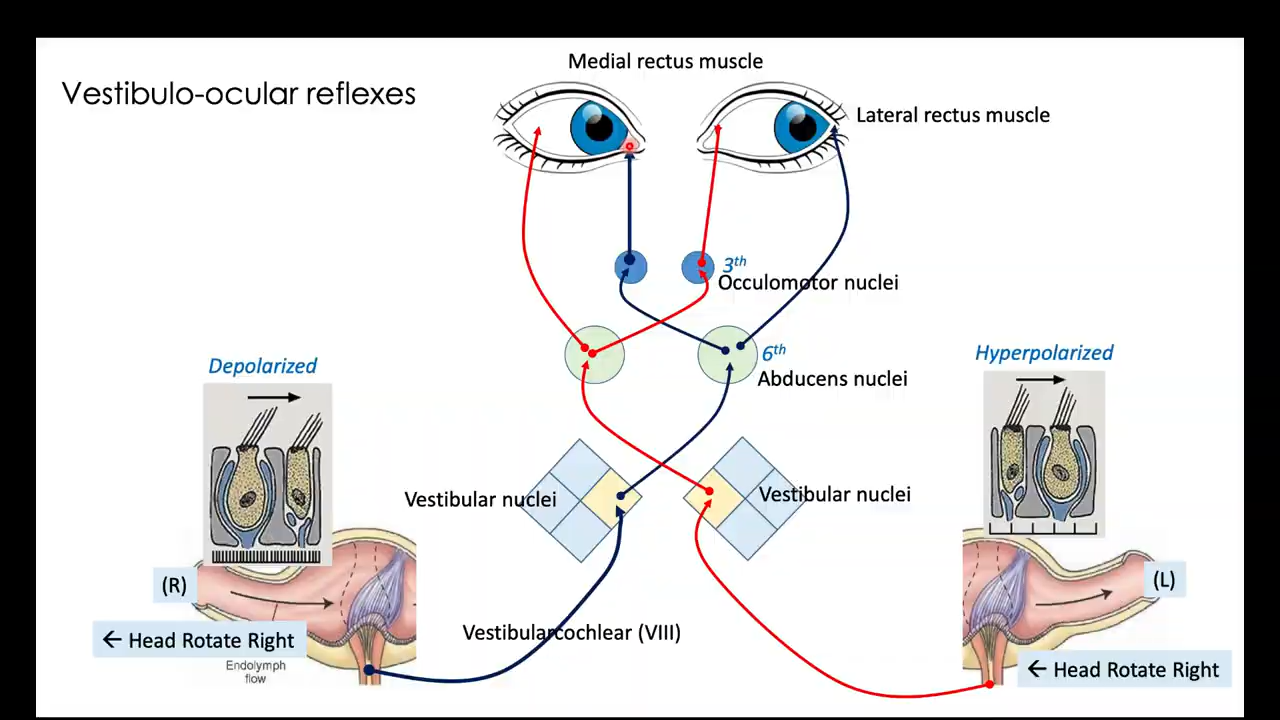 Medial rectus muscle
Vestibulo-ocular reflexes
Lateral rectus muscle
3th
Occulomotor nuclei
6th
Abducens nuclei
Depolarized
Hyperpolarized
Vestibular nuclei
Vestibular nuclei
(R)
(L)
← Head Rotate Right
Vestibularcochlear (VIII)
Endolymph
flow
← Head Rotate Right